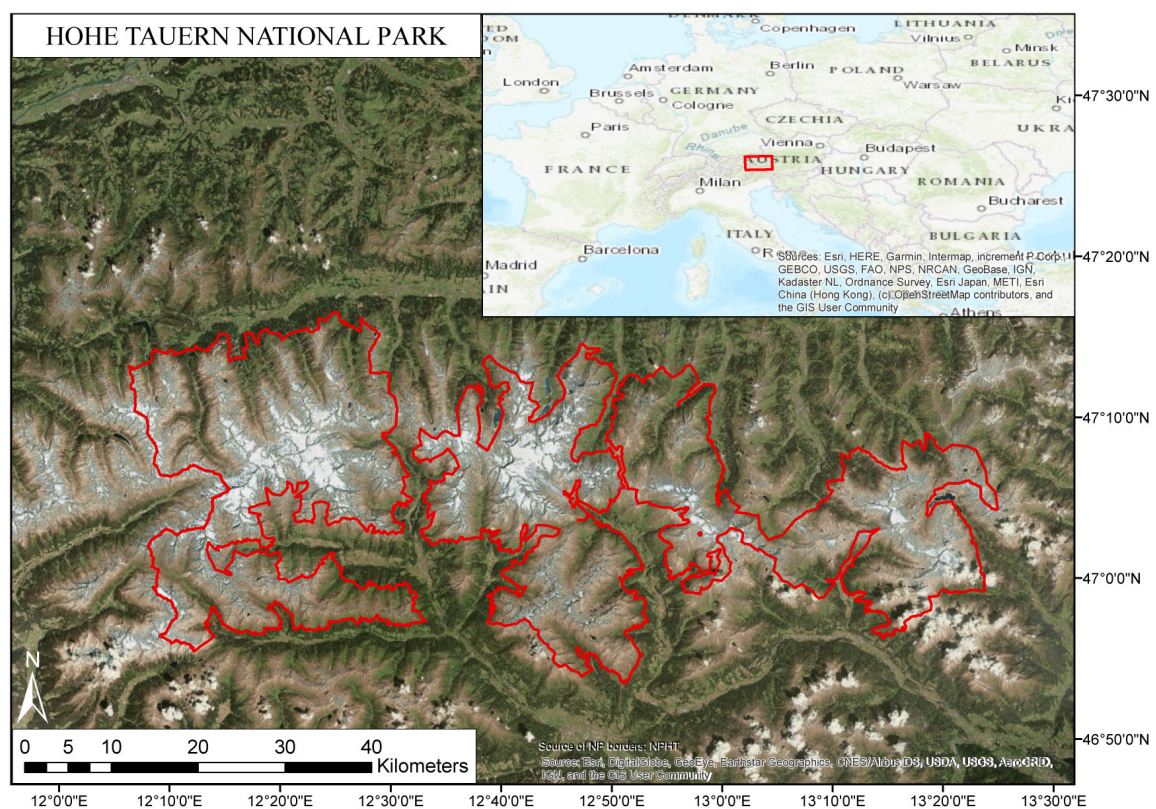 HOHE TAUERN NATIONAL PARK
DENMARK
LITHUANIA
Copenhagen
Vilnius
Minsk
BELARUS
London
Amsterdam
Berlin
POLAND
Warsaw
Brussels
GERMANY
Cologne
Paris
CZECHIA
Danube
Rhine
Vienna
AUSTRIA
Budapest
HUNGARY
FRANCE
Milan
ROMANIA
Bucharest
ITALY
BULGARIA
Barcelona
Madrid
Athens
Sources: Esri, HERE, Garmin, Intermap, increment P Corp.,
GEBCO, USGS, FAO, NPS, NRCAN, GeoBase, IGN,
Kadaster NL, Ordnance Survey, Esri Japan, METI, Esri
China (Hong Kong), (c) OpenStreetMap contributors, and
the GIS User Community
47°30'0"N
47°20'0"N
47°10'0"N
47°0'0"N
46°50'0"N
N
0 5 10 20 30 40
Kilometers
Source of NP borders: NPHT
Source: Esri, DigitalGlobe, GeoEye, Earthstar Geographics, CNES/Airbus DS, USDA, USGS, AeroGRID,
IGN, and the GIS User Community
12°0'0"E 12°10'0"E 12°20'0"E 12°30'0"E 12°40'0"E 12°50'0"E 13°0'0"E 13°10'0"E 13°20'0"E 13°30'0"E